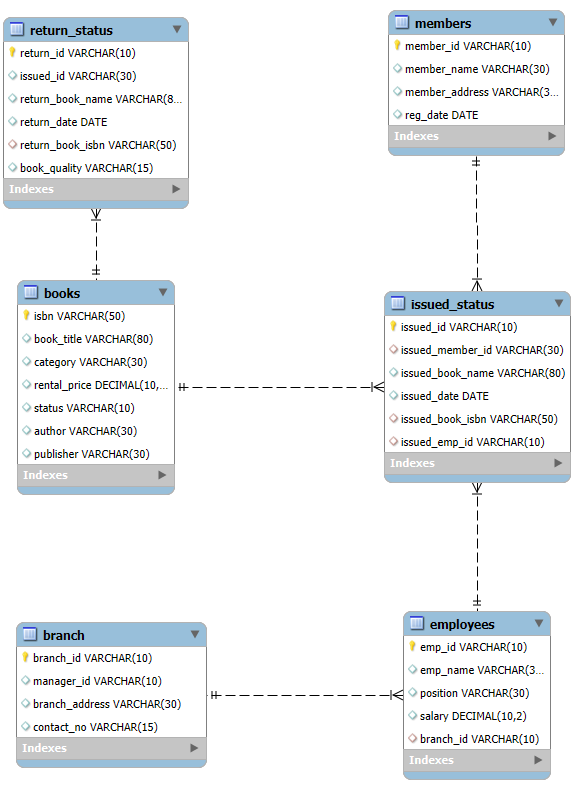 return_status
return_id VARCHAR(10)
issued_id VARCHAR(30)
return_book_name VARCHAR(8...
return_date DATE
return_book_isbn VARCHAR(50)
book_quality VARCHAR(15)
Indexes
members
member_id VARCHAR(10)
member_name VARCHAR(30)
member_address VARCHAR(3...
reg_date DATE
Indexes
books
isbn VARCHAR(50)
book_title VARCHAR(80)
category VARCHAR(30)
rental_price DECIMAL(10,...
status VARCHAR(10)
author VARCHAR(30)
publisher VARCHAR(30)
Indexes
issued_status
issued_id VARCHAR(10)
issued_member_id VARCHAR(30)
issued_book_name VARCHAR(80)
issued_date DATE
issued_book_isbn VARCHAR(50)
issued_emp_id VARCHAR(10)
Indexes
branch
branch_id VARCHAR(10)
manager_id VARCHAR(10)
branch_address VARCHAR(30)
contact_no VARCHAR(15)
Indexes
employees
emp_id VARCHAR(10)
emp_name VARCHAR(3...
position VARCHAR(30)
salary DECIMAL(10,2)
branch_id VARCHAR(10)
Indexes